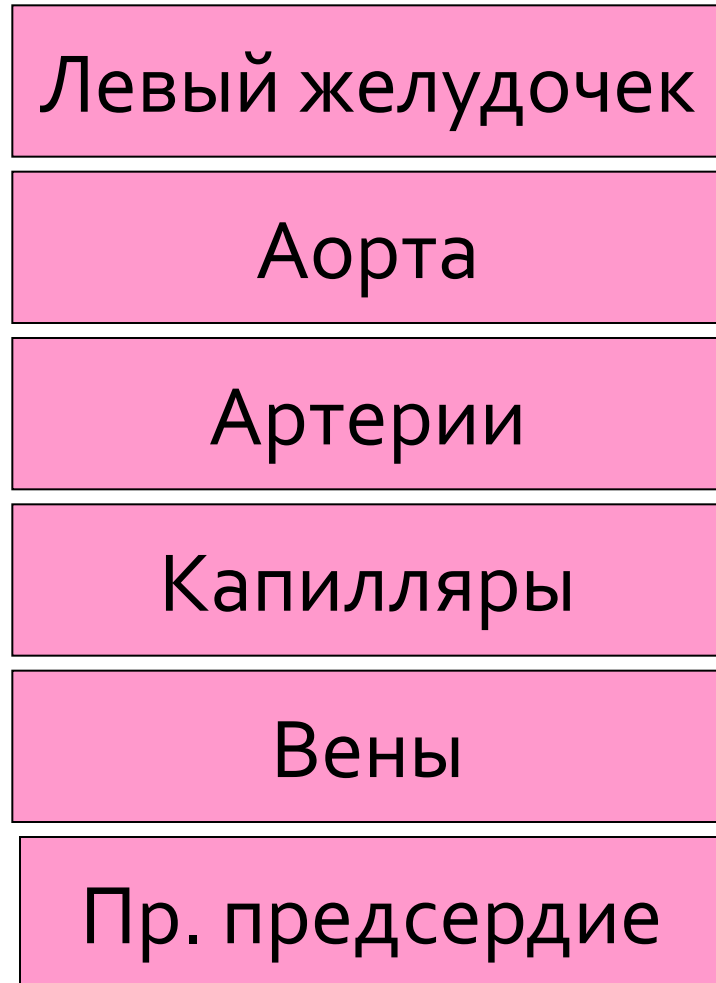 Левый желудочек
Аорта
Артерии
Капилляры
Вены
Пр. предсердие